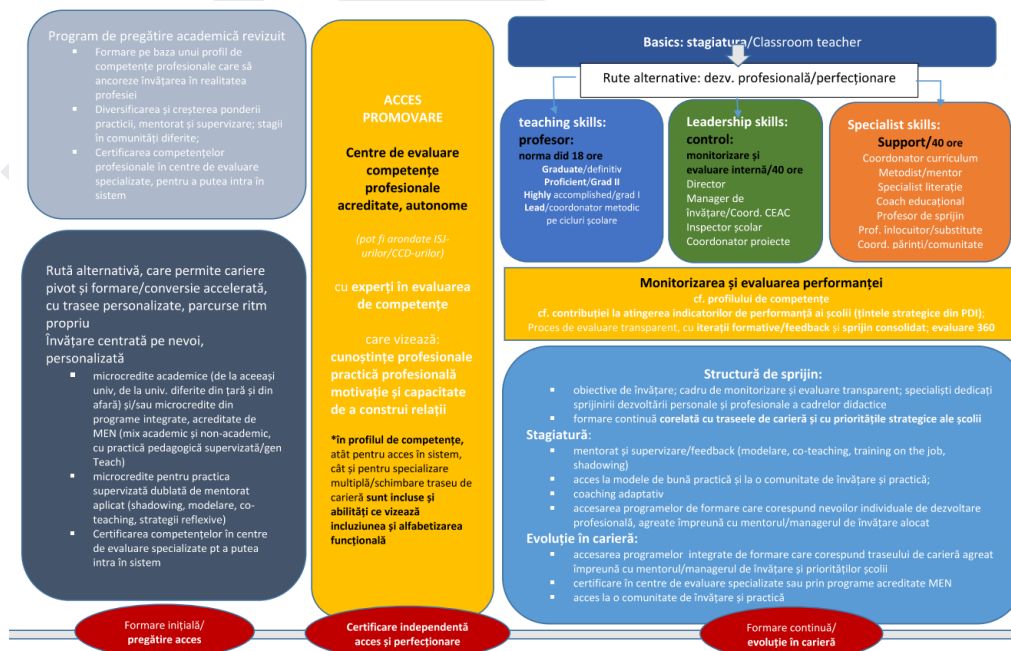 Program de pregătire academică revizuit
▪ Formare pe baza unui profil de
competențe profesionale care să
ancoreze învățarea în realitatea
profesiei
▪ Diversificarea și creșterea ponderii
practicii, mentorat și supervizare; stagii
în comunități diferite;
▪ Certificarea competențelor
profesionale în centre de evaluare
specializate, pentru a putea intra în
sistem
Rută alternativă, care permite cariere
pivot și formare/conversie accelerată,
cu trasee personalizate, parcurse ritm
propriu
Învățare centrată pe nevoi,
personalizată
▪ microcredite academice (de la aceeași
univ, de la univ. diferite din țară și din
afară) și/sau microcredite din
programe integrate, acreditate de
MEN (mix academic și non-academic,
cu practică pedagogică supervizată/gen
Teach)
▪ microcredite pentru practica
supervizată dublată de mentorat
aplicat (shadowing, modelare, co-
teaching, strategii reflexive)
▪ Certificarea competențelor în centre
de evaluare specializate pt a putea
intra în sistem
Formare inițială/
pregătire acces
ACCES
PROMOVARE
Centre de evaluare
competențe
profesionale
acreditate, autonome
(pot fi arondate ISJ-
urilor/CCD-urilor)
cu experți în evaluarea
de competențe
care vizează:
cunoștințe profesionale
practică profesională
motivație și capacitate
de a construi relații
*în profilul de competențe,
atât pentru acces în sistem,
cât și pentru specializare
multiplă/schimbare traseu de
carieră sunt incluse și
abilități ce vizează
incluziunea și alfabetizarea
funcțională
Certificare independentă
acces și perfecționare
Basics: stagiatura/Classroom teacher
Rute alternative: dezv. profesională/perfecționare
teaching skills:
profesor:
norma did 18 ore
Graduate/definitiv
Proficient/Grad II
Highly accomplished/grad I
Lead/coordonator metodic
pe cicluri școlare
Leadership skills:
control:
monitorizare și
evaluare internă/40 ore
Director
Manager de
învățare/Coord. CEAC
Inspector școlar
Coordonator proiecte
Specialist skills:
Support/40 ore
Coordonator curriculum
Metodist/mentor
Specialist literație
Coach educațional
Profesor de sprijin
Prof. înlocuitor/substitute
Coord. părinți/comunitate
Monitorizarea și evaluarea performanței
cf. profilului de competențe
cf. contribuției la atingerea indicatorilor de performanță ai școlii (țintele strategice din PDI);
Proces de evaluare transparent, cu iterații formative/feedback și sprijin consolidat; evaluare 360
Structură de sprijin:
▪ obiective de învățare; cadru de monitorizare și evaluare transparent; specialiști dedicați
sprijinirii dezvoltării personale și profesionale a cadrelor didactice
▪ formare continuă corelată cu traseele de carieră și cu prioritățile strategice ale școlii
Stagiatură:
▪ mentorat și supervizare/feedback (modelare, co-teaching, training on the job,
shadowing)
▪ acces la modele de bună practică și la o comunitate de învățare și practică;
▪ coaching adaptativ
▪ accesarea programelor de formare care corespund nevoilor individuale de dezvoltare
profesională, agreate împreună cu mentorul/managerul de învățare alocat
Evoluție în carieră:
▪ accesarea programelor integrate de formare care corespund traseului de carieră agreat
împreună cu mentorul/managerul de învățare și priorităților școlii
▪ certificare în centre de evaluare specializate sau prin programe acreditate MEN
▪ acces la o comunitate de învățare și practică
Formare continuă/
evoluție în carieră